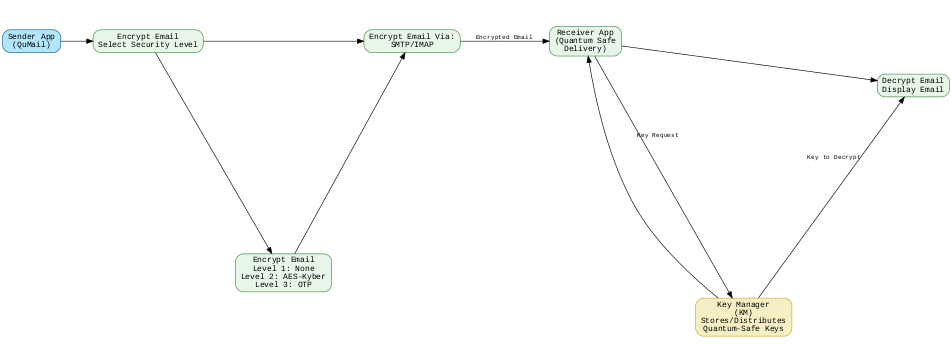 Sender App
(QuMail)
Encrypt Email
Select Security Level
Encrypt Email Via:
SMTP/IMAP
Encrypted Email
Receiver App
(Quantum Safe
Delivery)
Decrypt Email
Display Email
Key Request
Key to Decrypt
Encrypt Email
Level 1: None
Level 2: AES-Kyber
Level 3: OTP
Key Manager
(KM)
Stores/Distributes
Quantum-Safe Keys